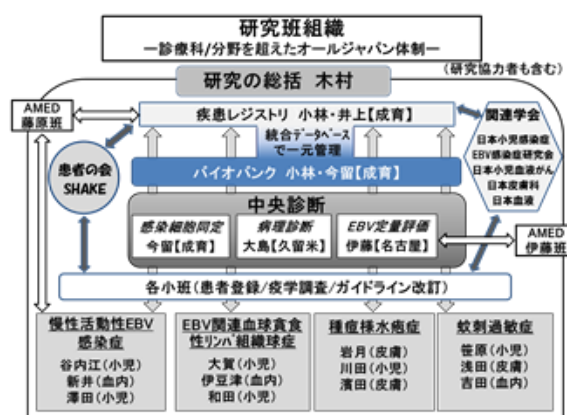 研究班組織
―診療科/分野を超えたオールジャパン体制―
研究の総括 木村
(研究協力者も含む)
AMED
藤原班
疾患レジストリ 小林・井上【成育】
統合データベース
で一元管理
関連学会
日本小児感染症
EBV感染症研究会
日本小児血液がん
日本皮膚科
日本血液
患者の会
SHAKE
バイオバンク 小林・今留【成育】
中央診断
感染細胞同定
今留【成育】
病理診断
大島【久留米】
EBV定量評価
伊藤【名古屋】
AMED
伊藤班
各小班(患者登録/疫学調査/ガイドライン改訂)
慢性活動性EBV
感染症
谷内江(小児)
新井(血内)
澤田(小児)
EBV関連血球貪食
性リンパ組織球症
大賀(小児)
伊豆津(血内)
和田(小児)
種痘様水疱症
岩月(皮膚)
川田(小児)
濱田(皮膚)
蚊刺過敏症
笹原(小児)
浅田(皮膚)
吉田(血内)